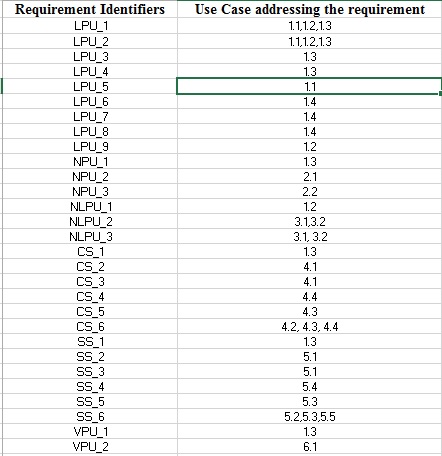 Requirement Identifiers Use Case addressing the requirement
LPU_1 1.1,1.2,1.3
LPU_2 1.1,1.2,1.3
LPU_3 1.3
LPU_4 1.3
LPU_5 1.1
LPU_6 1.4
LPU_7 1.4
LPU_8 1.4
LPU_9 1.2
NPU_1 1.3
NPU_2 2.1
NPU_3 2.2
NLPU_1 1.2
NLPU_2 3.1,3.2
NLPU_3 3.1, 3.2
CS_1 1.3
CS_2 4.1
CS_3 4.1
CS_4 4.4
CS_5 4.3
CS_6 4.2, 4.3, 4.4
SS_1 1.3
SS_2 5.1
SS_3 5.1
SS_4 5.4
SS_5 5.3
SS_6 5.2,5.3,5.5
VPU_1 1.3
VPU_2 6.1